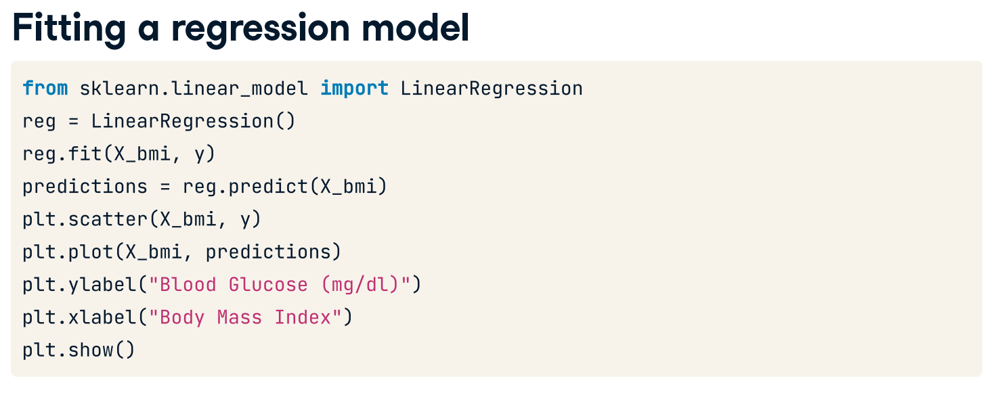 Fitting a regression model
from sklearn.linear_model import LinearRegression
reg = LinearRegression()
reg.fit(X_bmi, y)
predictions = reg.predict(X_bmi)
plt.scatter(X_bmi, y)
plt.plot(X_bmi, predictions)
plt.ylabel("Blood Glucose (mg/dl)")
plt.xlabel("Body Mass Index")
plt.show()